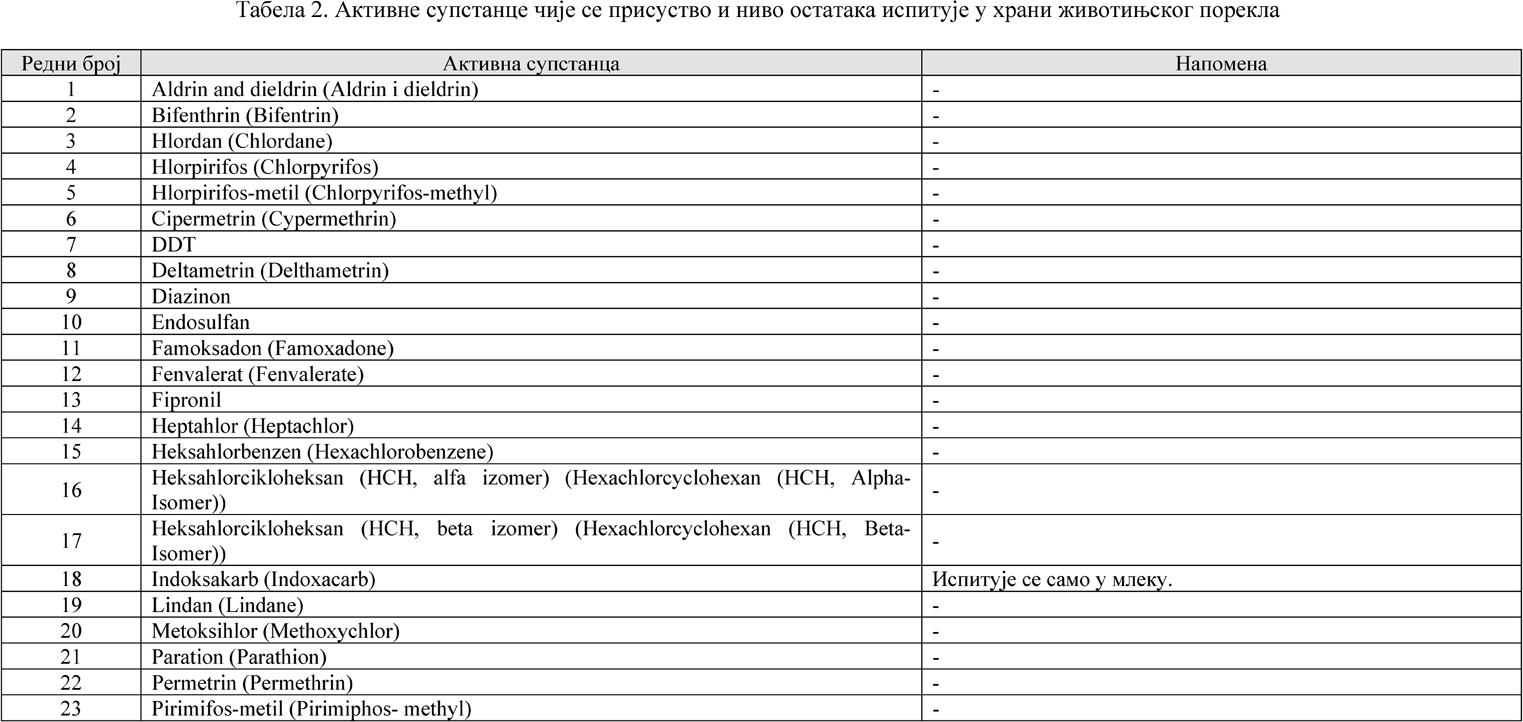 Табела 2. Активне супстанце чије се присуство и ниво остатака испитује у храни животињског порекла
Редни број Активна супстанца Напомена
1 Aldrin and dieldrin (Aldrin i dieldrin) -
2 Bifenthrin (Bifentrin) -
3 Hlordan (Chlordane) -
4 Hlorpirifos (Chlorpyrifos) -
5 Hlorpirifos-metil (Chlorpyrifos-methyl) -
6 Cipermetrin (Cypermethrin) -
7 DDT -
8 Deltametrin (Delthametrin) -
9 Diazinon -
10 Endosulfan -
11 Famoksadon (Famoxadone) -
12 Fenvalerat (Fenvalerate) -
13 Fipronil -
14 Heptahlor (Heptachlor) -
15 Heksahlorbenzen (Hexachlorobenzene) -
16 Heksahlorcikloheksan (HCH, alfa izomer) (Hexachlorcyclohexan (HCH, Alpha-
Isomer)) -
17 Heksahlorcikloheksan (HCH, beta izomer) (Hexachlorcyclohexan (HCH, Beta-
Isomer)) -
18 Indoksakarb (Indoxacarb) Испитује се само у млеку.
19 Lindan (Lindane) -
20 Metoksihlor (Methoxychlor) -
21 Paration (Parathion) -
22 Permetrin (Permethrin) -
23 Pirimifos-metil (Pirimiphos- methyl) -